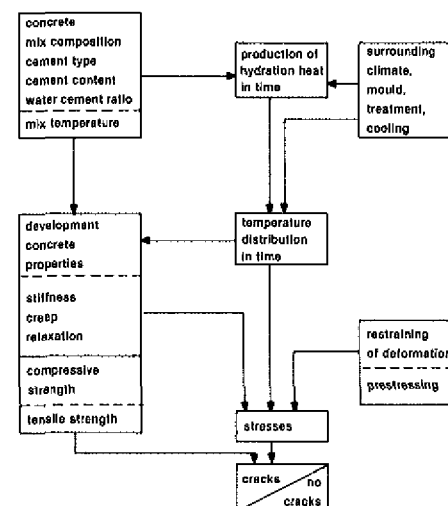 concrete
mix composition
cement type
cement content
water cement ratio
mix temperature
production of
hydration heat
in time
surrounding
climate,
mould,
treatment,
cooling
development
concrete
properties
stiffness
creep
relaxation
compressive
strength
tensile strength
temperature
distribution
in time
restraining
of deformation
prestressing
stresses
cracks
no
cracks